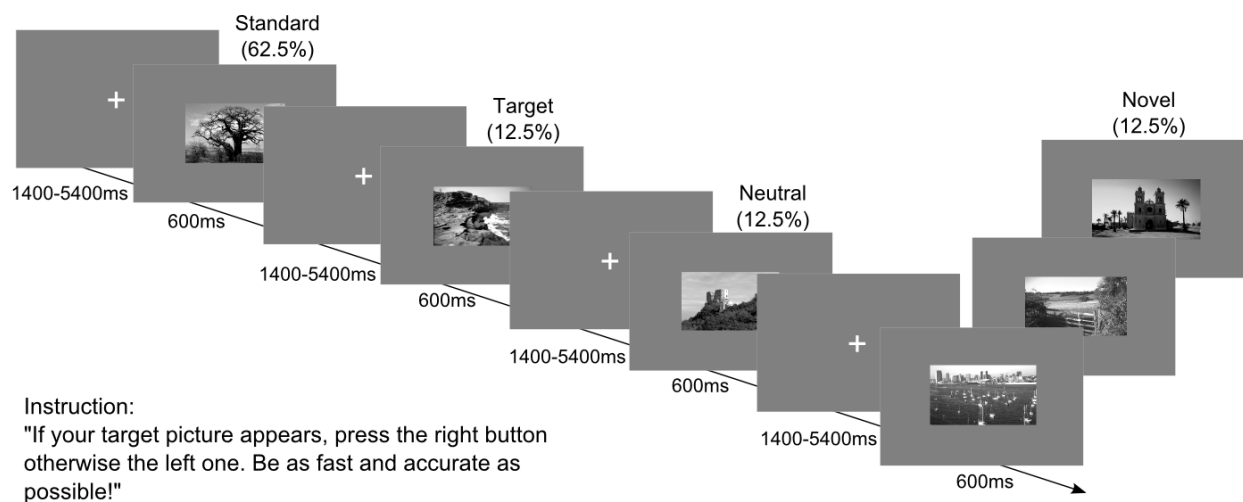 Standard
(62.5%)
1400-5400ms
600ms
Target
(12.5%)
1400-5400ms
600ms
Neutral
(12.5%)
1400-5400ms
600ms
Novel
(12.5%)
1400-5400ms
600ms
Instruction:
"If your target picture appears, press the right button
otherwise the left one. Be as fast and accurate as
possible!"